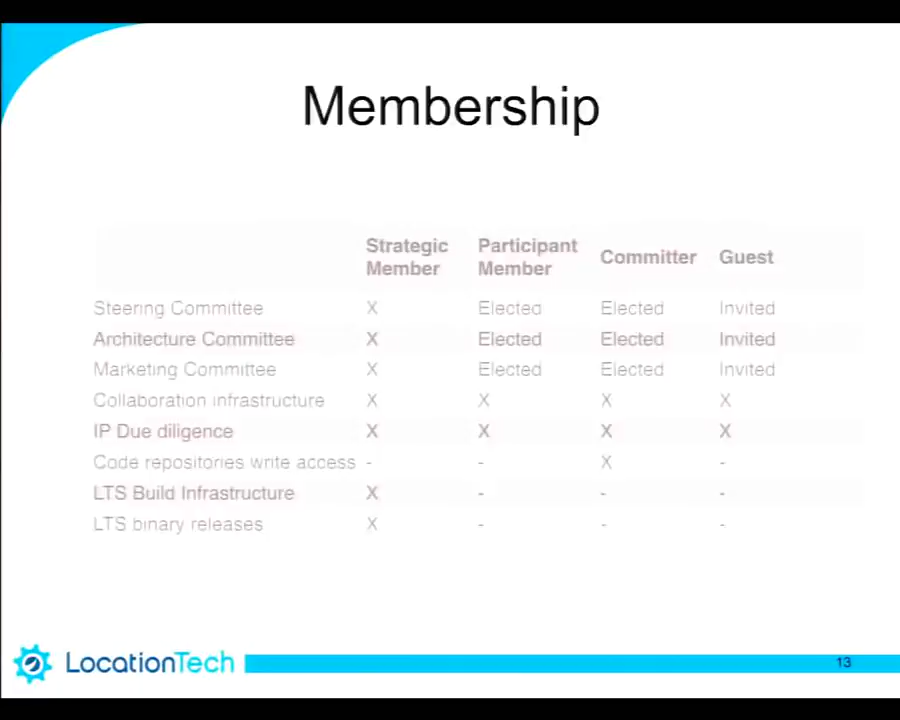 Membership
Strategic Member Participant Member Committer Guest
Steering Committee X Elected Elected Invited
Architecture Committee X Elected Elected Invited
Marketing Committee X Elected Elected Invited
Collaboration infrastructure X X X X
IP Due diligence X X X X
Code repositories write access - - X -
LTS Build Infrastructure X - - -
LTS binary releases X - - -
LocationTech 13